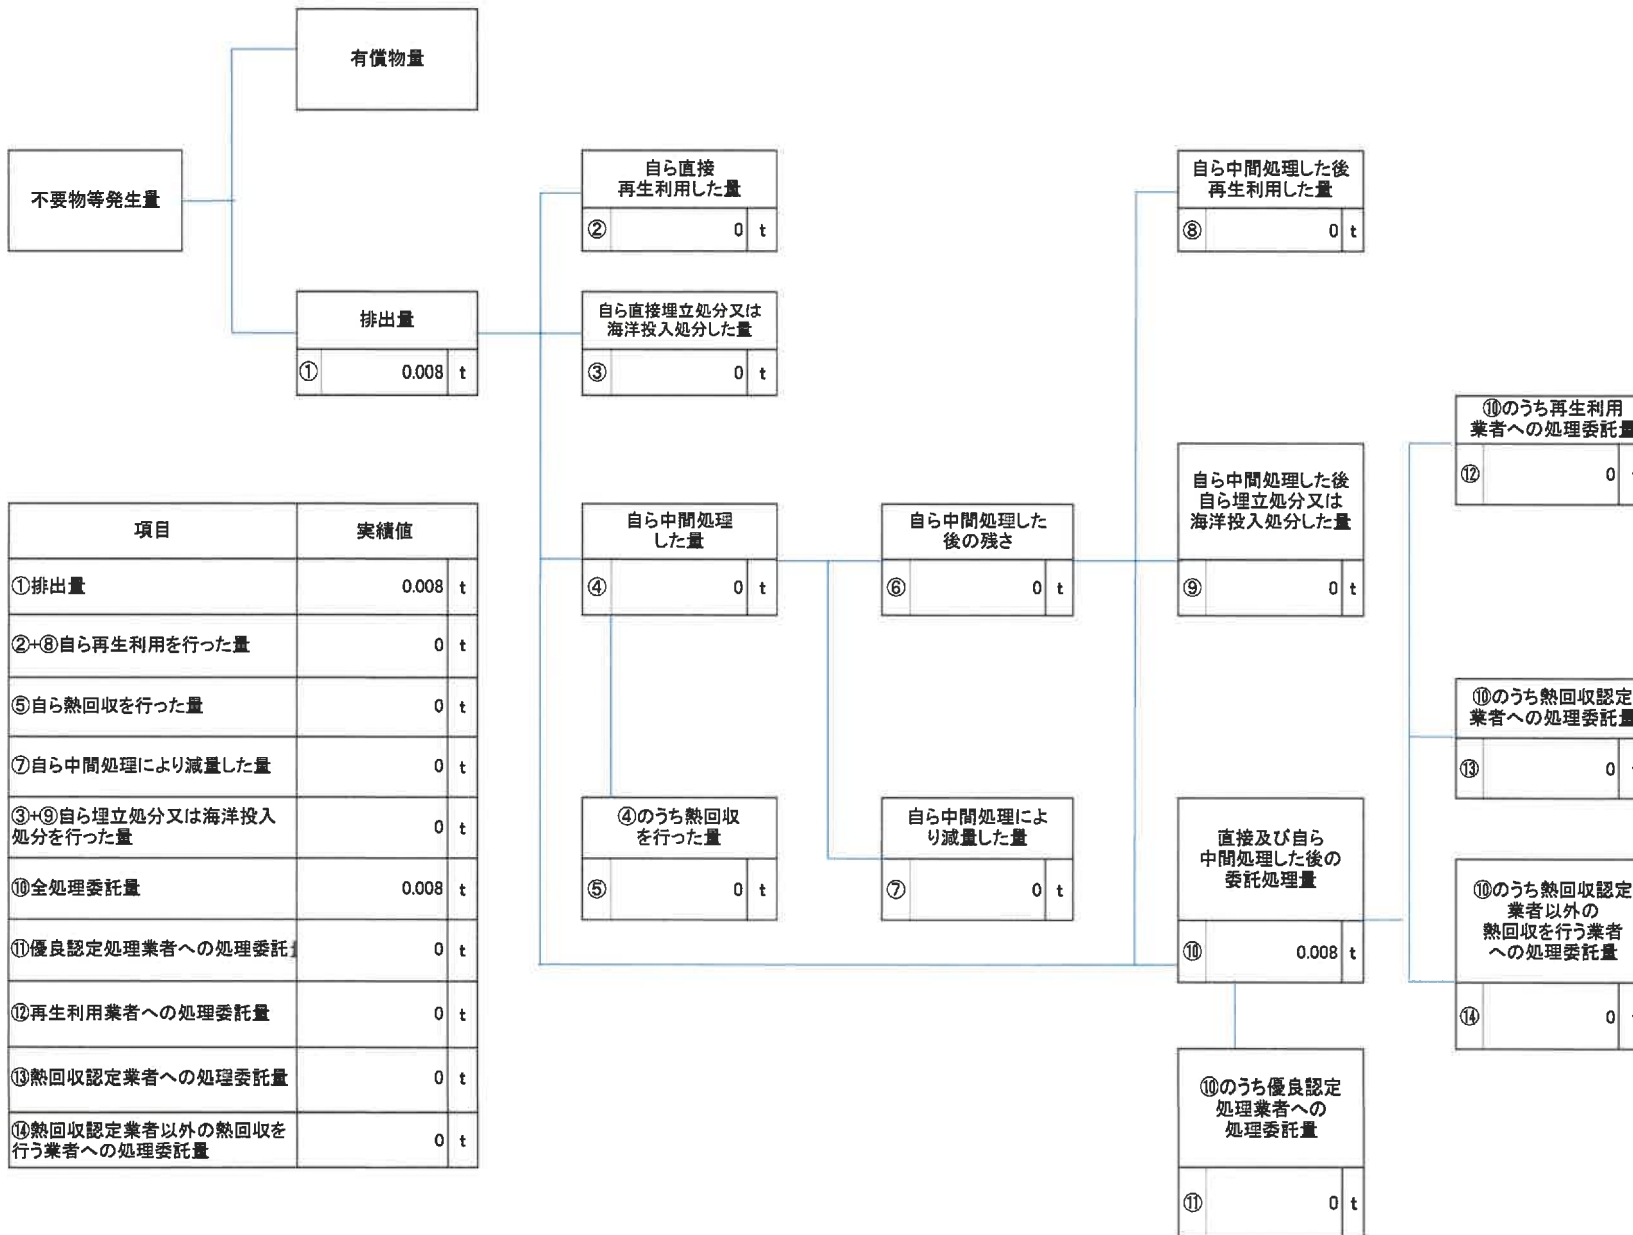 有償物量
不要物等発生量
排出量
① 0.008 t
自ら直接
再生利用した量
② 0 t
自ら直接埋立処分又は
海洋投入処分した量
③ 0 t
自ら中間処理
した量
④ 0 t
④のうち熱回収
を行った量
⑤ 0 t
自ら中間処理した
後の残さ
⑥ 0 t
自ら中間処理によ
り減量した量
⑦ 0 t
自ら中間処理した後
再生利用した量
⑧ 0 t
自ら中間処理した後
自ら埋立処分又は
海洋投入処分した量
⑨ 0 t
直接及び自ら
中間処理した後の
委託処理量
⑩ 0.008 t
⑩のうち優良認定
処理業者への
処理委託量
⑪ 0 t
⑩のうち再生利用
業者への処理委託量
⑫ 0
⑩のうち熱回収認定
業者への処理委託量
⑬ 0
⑩のうち熱回収認定
業者以外の
熱回収を行う業者
への処理委託量
⑭ 0
項目 実績値
①排出量 0.008 t
②+⑧自ら再生利用を行った量 0 t
⑤自ら熱回収を行った量 0 t
⑦自ら中間処理により減量した量 0 t
③+⑨自ら埋立処分又は海洋投入
処分を行った量 0 t
⑩全処理委託量 0.008 t
⑪優良認定処理業者への処理委託 0 t
⑫再生利用業者への処理委託量 0 t
⑬熱回収認定業者への処理委託量 0 t
⑭熱回収認定業者以外の熱回収を
行う業者への処理委託量 0 t